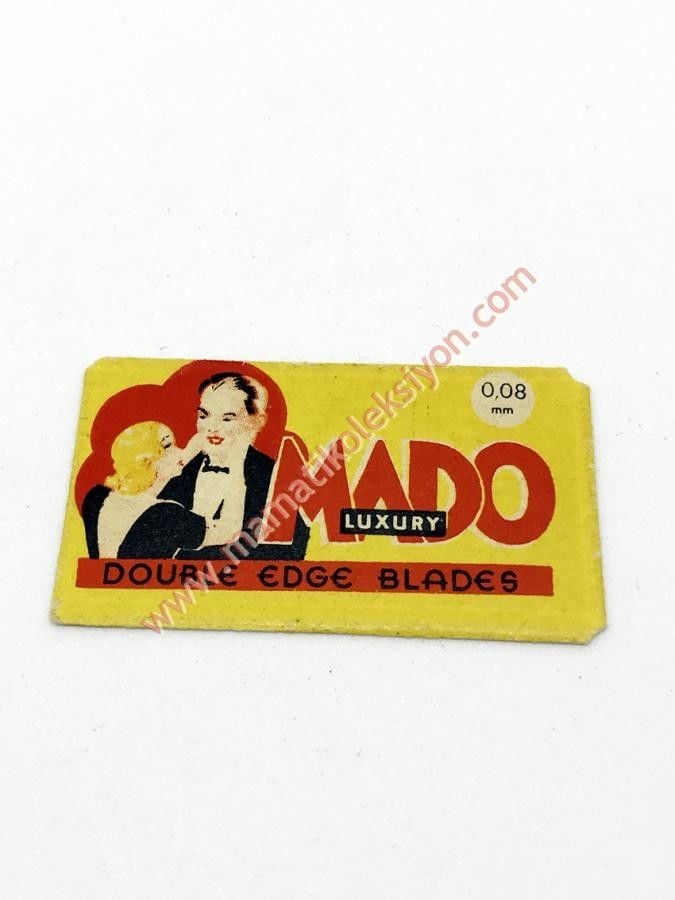 0,08
mm
MADO
LUXURY
DOUBLE EDGE BLADES
www.mamatikoleksiyon.com